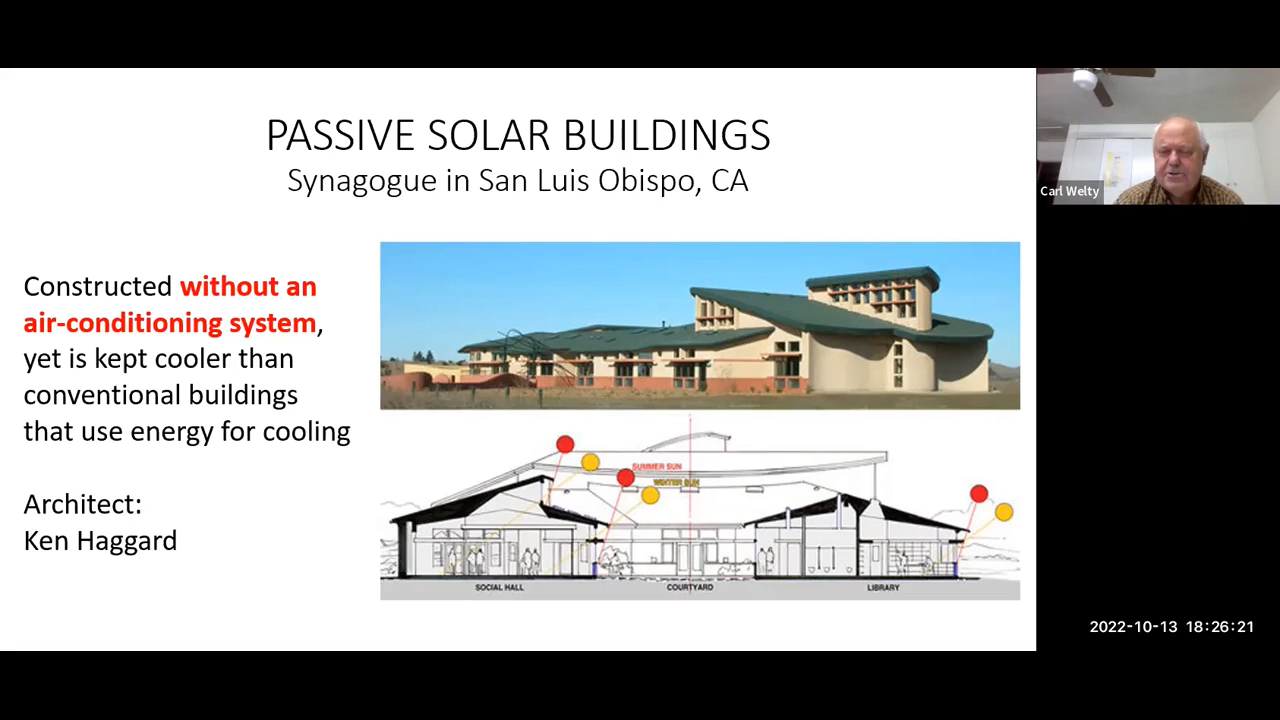 PASSIVE SOLAR BUILDINGS
Synagogue in San Luis Obispo, CA
Carl Welty
Constructed without an
air-conditioning system,
yet is kept cooler than
conventional buildings
that use energy for cooling
Architect:
Ken Haggard
SUMMER SUN
WINTER SUN
SOCIAL HALL
COURTYARD
LIBRARY
2022-10-13 18:26:21